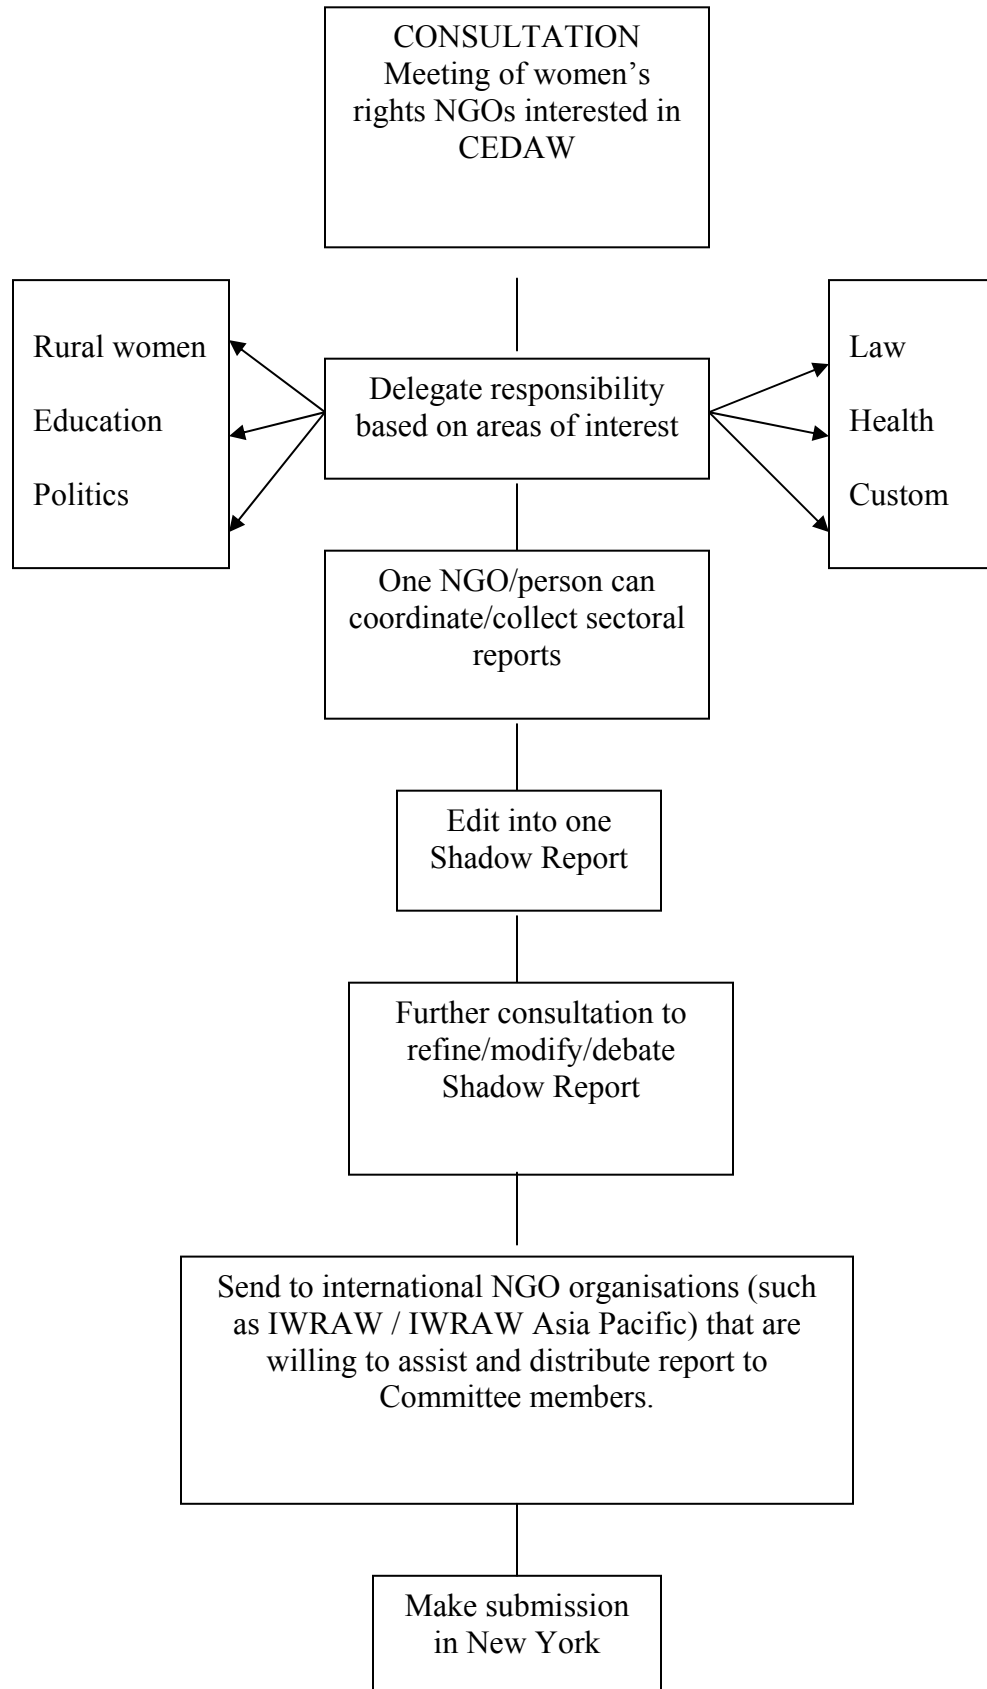 CONSULTATION
Meeting of women’s
rights NGOs interested in
CEDAW
Rural women
Education
Politics
Delegate responsibility
based on areas of interest
Law
Health
Custom
One NGO/person can
coordinate/collect sectoral
reports
Edit into one
Shadow Report
Further consultation to
refine/modify/debate
Shadow Report
Send to international NGO organisations (such
as IWRAW / IWRAW Asia Pacific) that are
willing to assist and distribute report to
Committee members.
Make submission
in New York